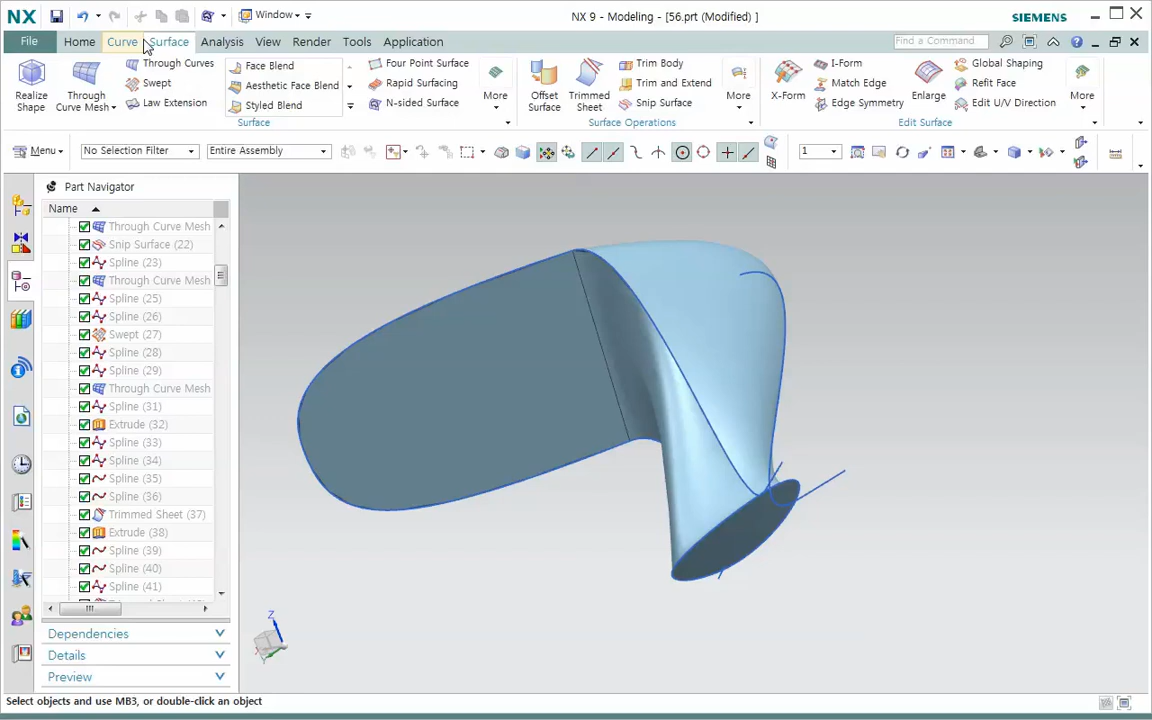 NX
Window
NX 9 - Modeling - [56.prt (Modified) ]
SIEMENS
File
Home
Curve
Surface
Analysis
View
Render
Tools
Application
Find a Command
Realize Shape
Through Curve Mesh
Through Curves
Swept
Law Extension
Face Blend
Aesthetic Face Blend
Styled Blend
Four Point Surface
Rapid Surfacing
N-sided Surface
More
Offset Surface
Trimmed Sheet
Trim Body
Trim and Extend
Snip Surface
More
X-Form
I-Form
Match Edge
Edge Symmetry
Enlarge
Global Shaping
Refit Face
Edit U/V Direction
More
Surface
Surface Operations
Edit Surface
Menu
No Selection Filter
Entire Assembly
1
Part Navigator
Name
Through Curve Mesh
Snip Surface (22)
Spline (23)
Through Curve Mesh
Spline (25)
Spline (26)
Swept (27)
Spline (28)
Spline (29)
Through Curve Mesh
Spline (31)
Extrude (32)
Spline (33)
Spline (34)
Spline (35)
Spline (36)
Trimmed Sheet (37)
Extrude (38)
Spline (39)
Spline (40)
Spline (41)
Dependencies
Details
Preview
Z
Select objects and use MB3, or double-click an object